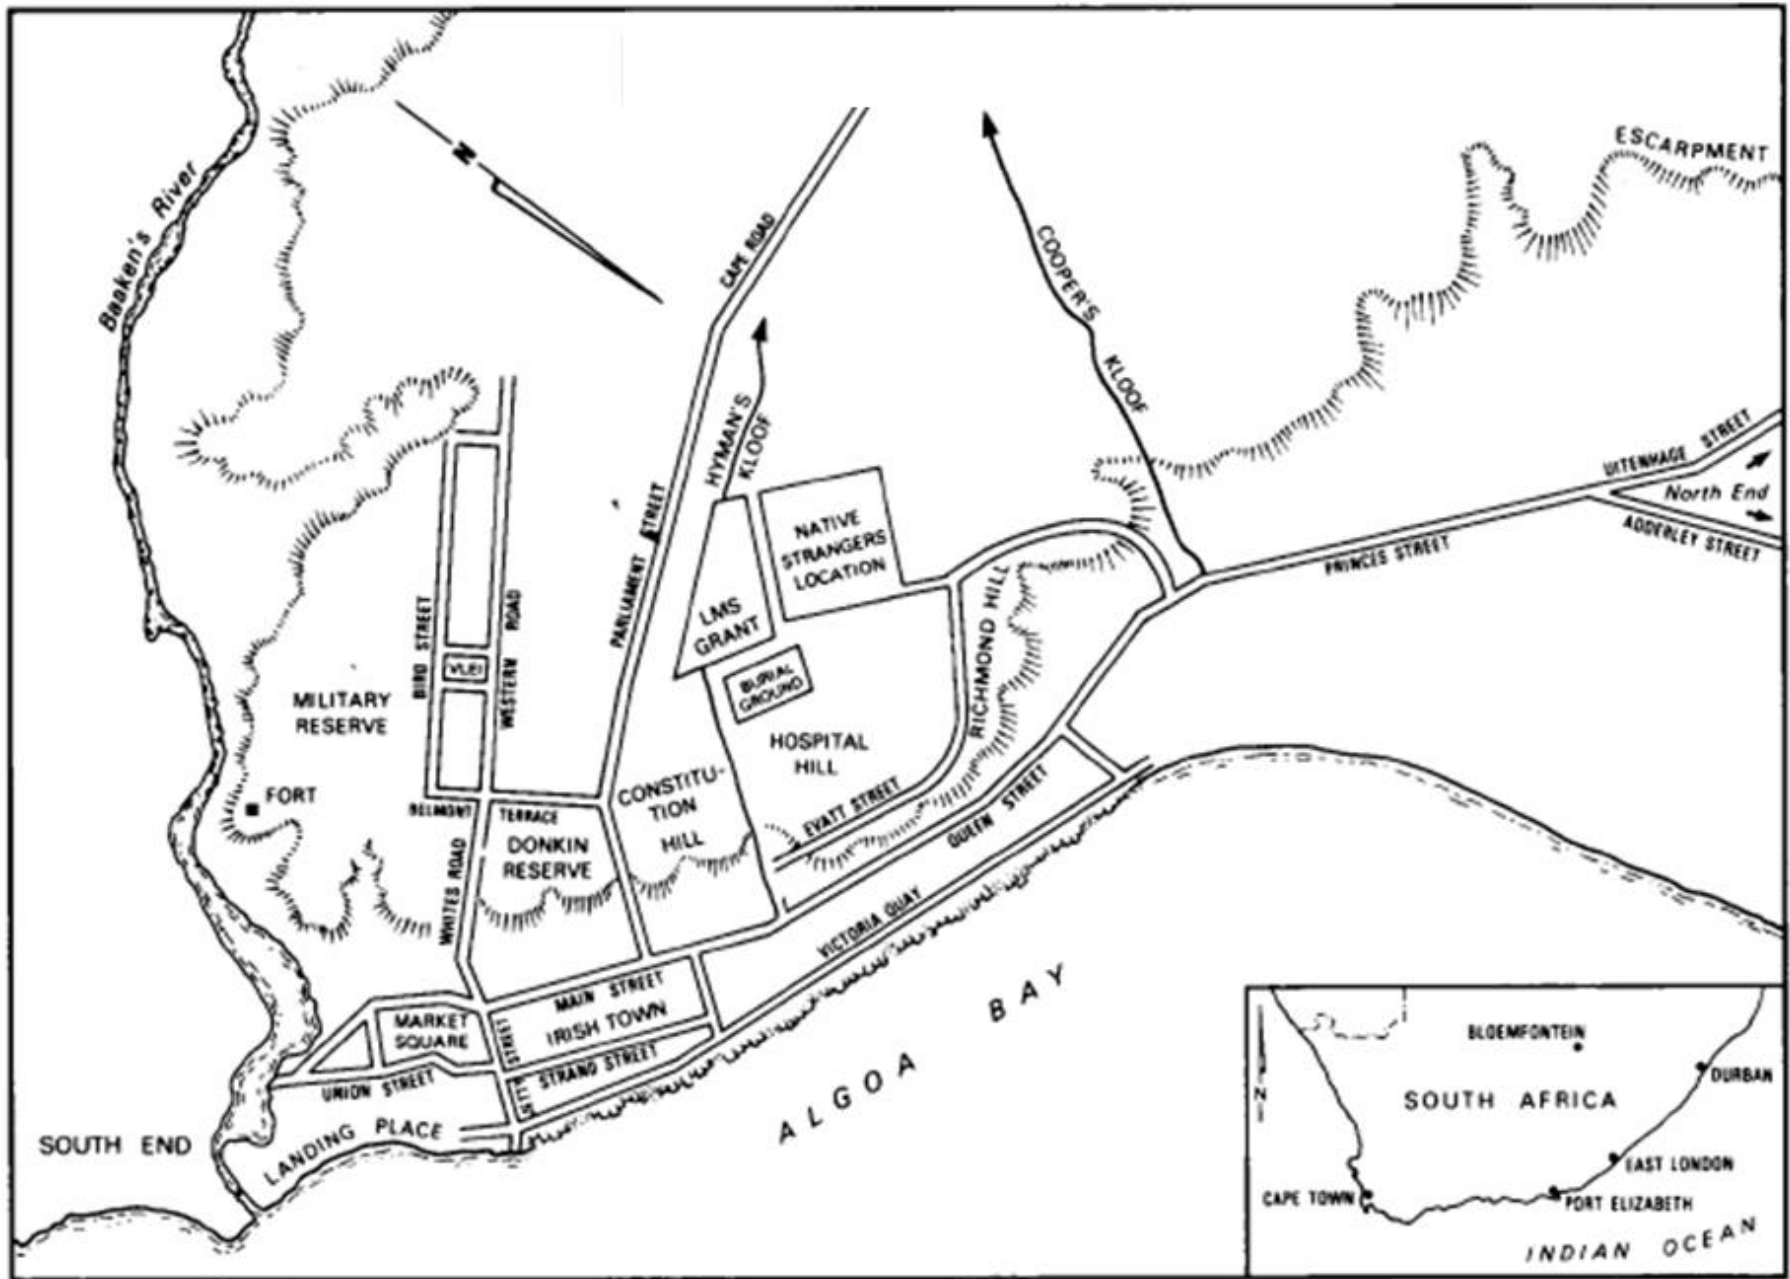 Baaken's River
N
CAPE ROAD
COOPER'S
KLOOF
ESCARPMENT
HYMAN'S
KLOOF
UITENHAGE STREET
North End
ADDERLEY STREET
PRINCES STREET
PARLIAMENT STREET
NATIVE
STRANGERS
LOCATION
LMS
GRANT
BURIAL
GROUND
RICHMOND HILL
BIRD STREET
VLEI
WESTERN ROAD
MILITARY
RESERVE
HOSPITAL
HILL
FORT
BELMONT TERRACE
CONSTITU-
TION
HILL
EVATT STREET
QUEEN STREET
DONKIN
RESERVE
WHITES ROAD
VICTORIA QUAY
MAIN STREET
IRISH TOWN
MARKET
SQUARE
STREET
STRAND STREET
UNION STREET
LANDING PLACE
SOUTH END
ALGOA BAY
N
BLOEMFONTEIN
DURBAN
SOUTH AFRICA
EAST LONDON
CAPE TOWN
PORT ELIZABETH
INDIAN OCEAN